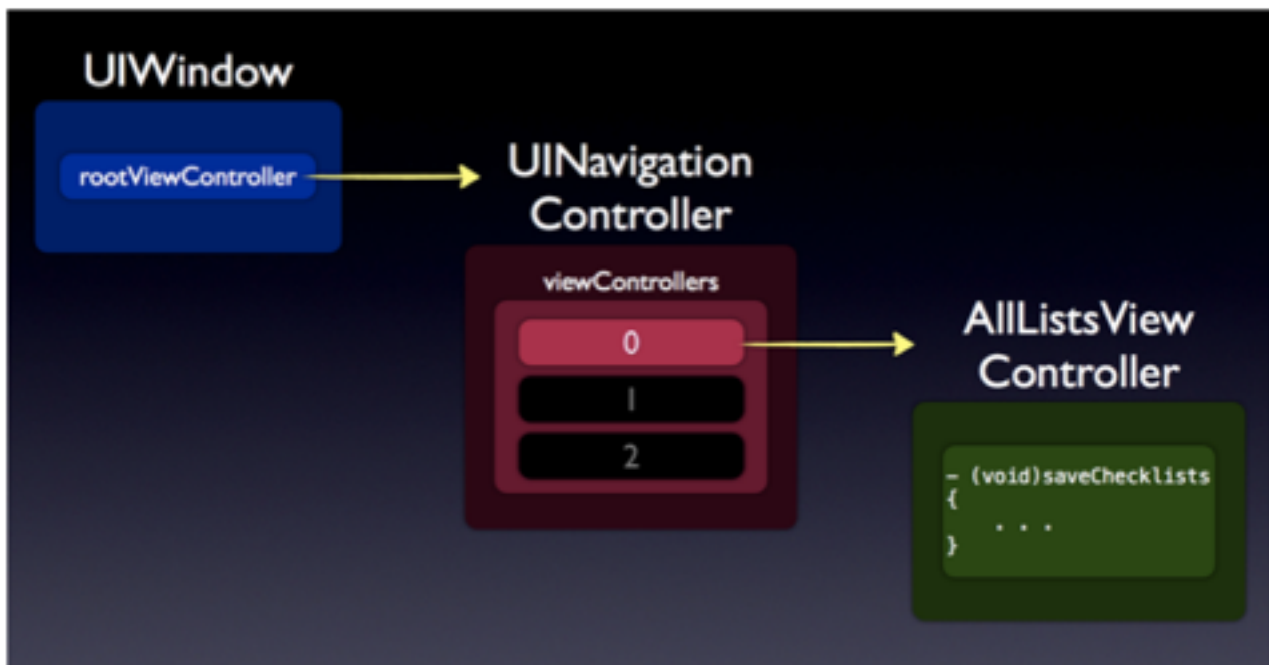 UIWindow
rootViewController
UINavigation
Controller
viewControllers
0
1
2
AllListsView
Controller
- (void)saveChecklists
{
. . .
}